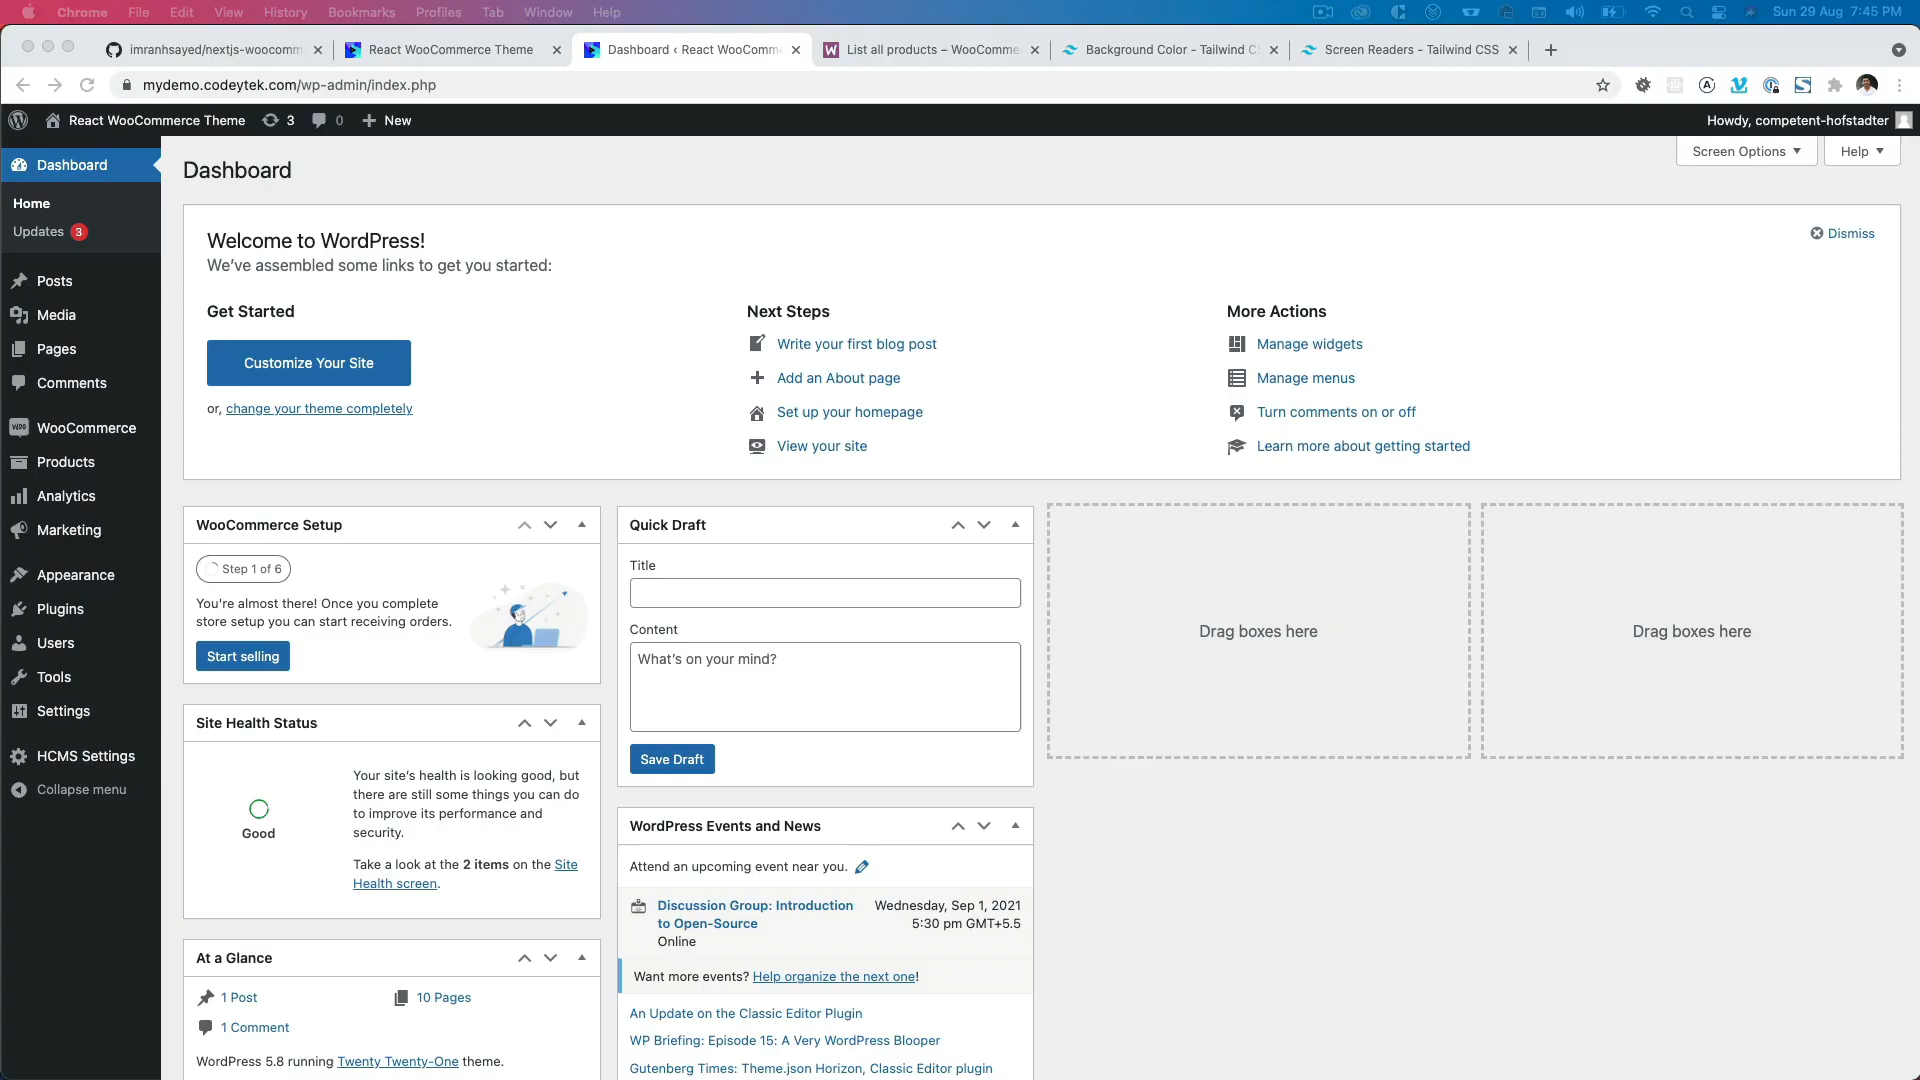 Chrome File Edit View History Bookmarks Profiles Tab Window Help Sun 29 Aug 7:45 PM
imranhsayed/nextjs-woocomm React WooCommerce Theme Dashboard ‹ React WooComme List all products – WooComme Background Color - Tailwind C Screen Readers - Tailwind CSS
mydemo.codeytek.com/wp-admin/index.php
React WooCommerce Theme 3 0 New Howdy, competent-hofstadter
Screen Options Help
Dashboard
Home
Updates 3
Posts
Media
Pages
Comments
WooCommerce
Products
Analytics
Marketing
Appearance
Plugins
Users
Tools
Settings
HCMS Settings
Collapse menu
Dashboard
Welcome to WordPress!
We've assembled some links to get you started:
Dismiss
Get Started
Customize Your Site
or, change your theme completely
Next Steps
Write your first blog post
Add an About page
Set up your homepage
View your site
More Actions
Manage widgets
Manage menus
Turn comments on or off
Learn more about getting started
WooCommerce Setup
Step 1 of 6
You're almost there! Once you complete
store setup you can start receiving orders.
Start selling
Site Health Status
Good
Your site's health is looking good, but
there are still some things you can do
to improve its performance and
security.
Take a look at the 2 items on the Site
Health screen.
At a Glance
1 Post
10 Pages
1 Comment
WordPress 5.8 running Twenty Twenty-One theme.
Quick Draft
Title
Content
What's on your mind?
Save Draft
WordPress Events and News
Attend an upcoming event near you.
Discussion Group: Introduction
to Open-Source
Online
Wednesday, Sep 1, 2021
5:30 pm GMT+5.5
Want more events? Help organize the next one!
An Update on the Classic Editor Plugin
WP Briefing: Episode 15: A Very WordPress Blooper
Gutenberg Times: Theme.json Horizon, Classic Editor plugin
Drag boxes here
Drag boxes here